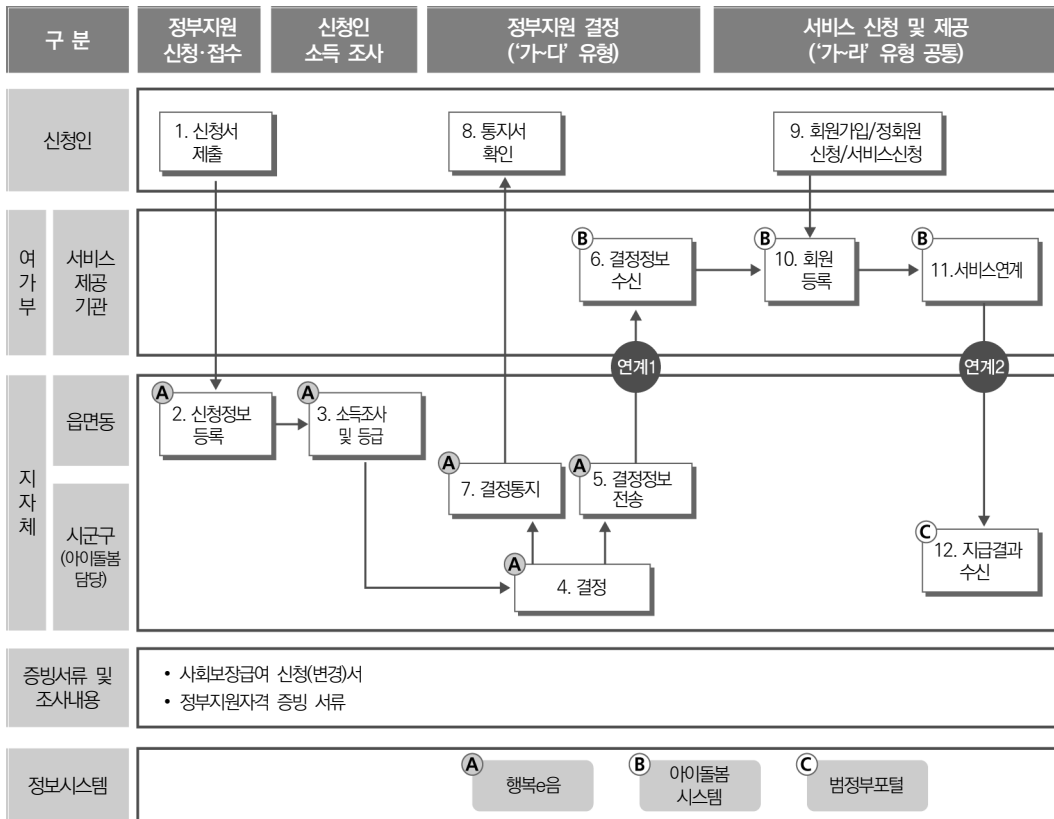 구 분
정부지원
신청·접수
신청인
소득 조사
정부지원 결정
('가~다' 유형)
서비스 신청 및 제공
('가~라' 유형 공통)
신청인
1. 신청서
제출
8. 통지서
확인
9. 회원가입/정회원
신청/서비스신청
여
가
부
서비스
제공
기관
B
6. 결정정보
수신
B
10. 회원
등록
B
11.서비스연계
연계1
연계2
지
자
체
읍면동
A
2. 신청정보
등록
A
3. 소득조사
및 등급
시군구
(아이돌봄
담당)
A
7. 결정통지
A
5. 결정정보
전송
A
4. 결정
C
12. 지급결과
수신
증빙서류 및
조사내용
• 사회보장급여 신청(변경)서
• 정부지원자격 증빙 서류
정보시스템
A
행복e음
B
아이돌봄
시스템
C
범정부포털